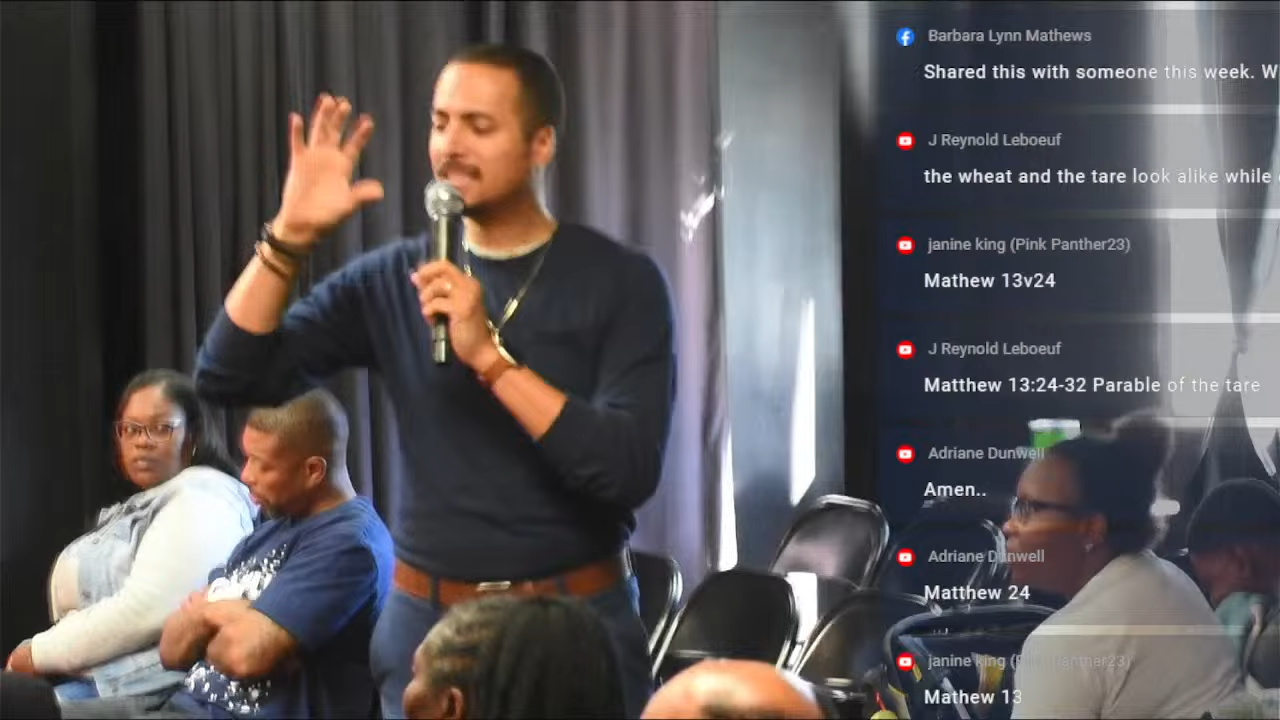 Barbara Lynn Mathews
Shared this with someone this week. W
J Reynold Leboeuf
the wheat and the tare look alike while
janine king (Pink Panther23)
Mathew 13v24
J Reynold Leboeuf
Matthew 13:24-32 Parable of the tare
Adriane Dunwell
Amen..
Adriane Dunwell
Matthew 24
janine king (Pink Panther23)
Mathew 13